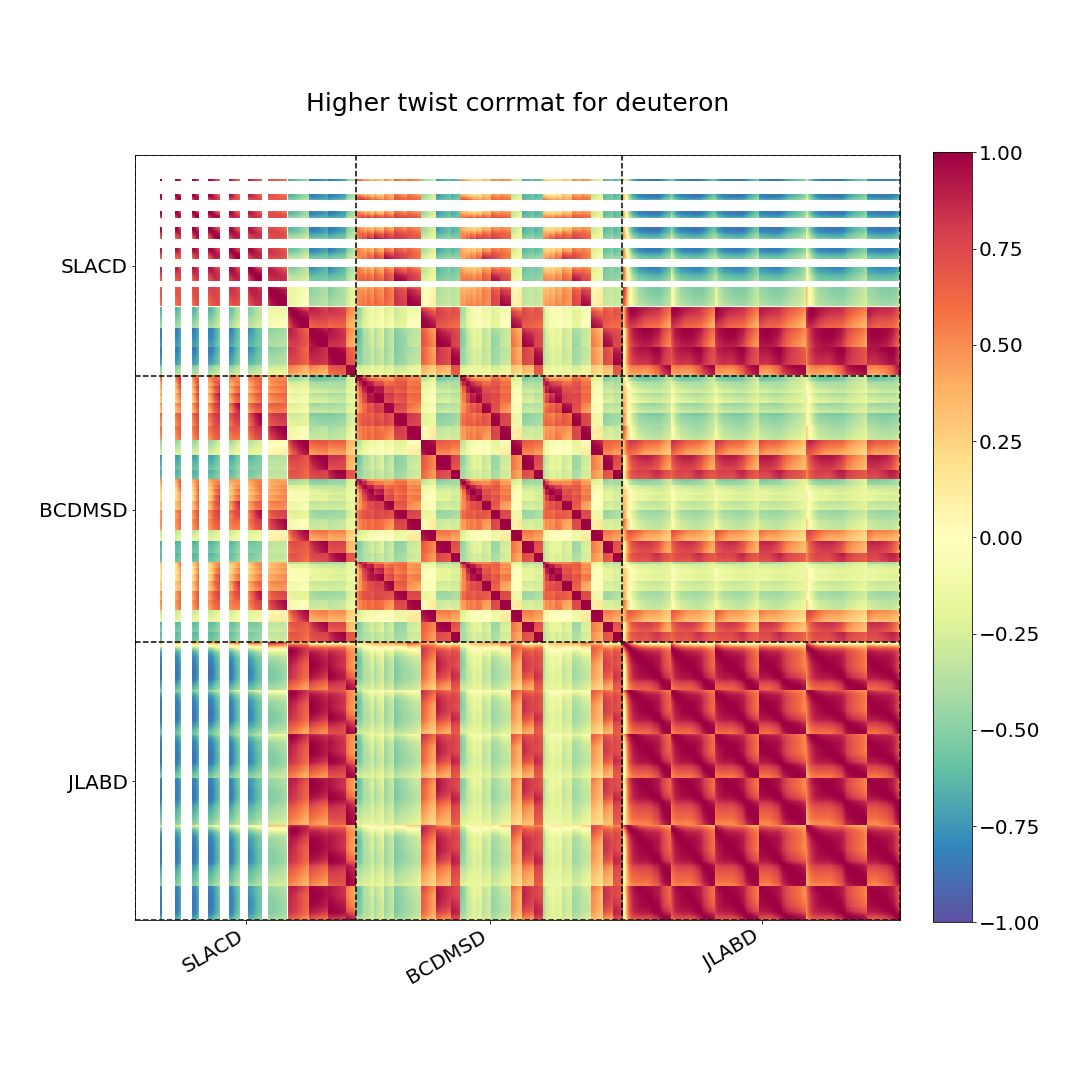 Higher twist corrmat for deuteron
SLACD
BCDMSD
JLABD
SLACD
BCDMSD
JLABD
1.00
0.75
0.50
0.25
0.00
−0.25
−0.50
−0.75
−1.00